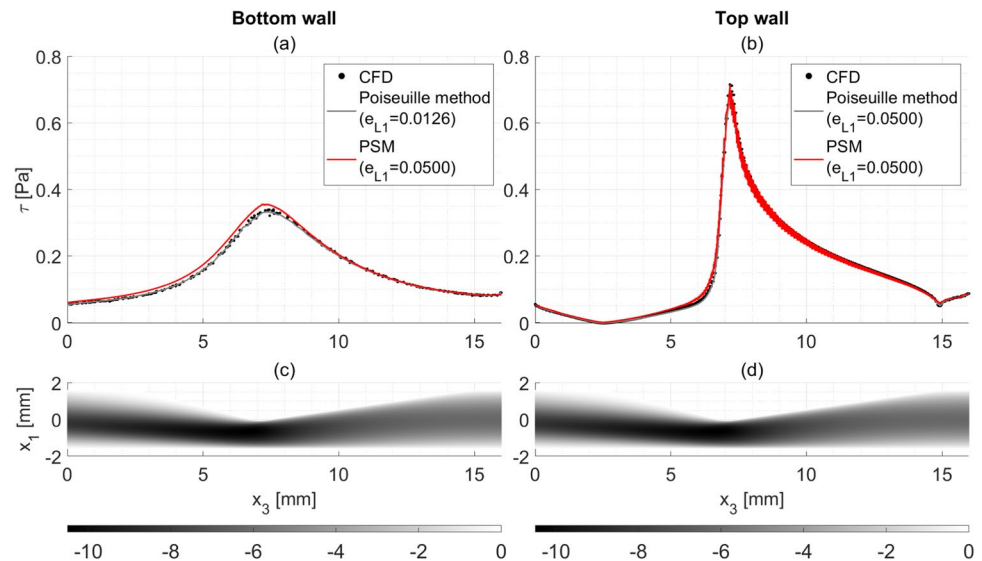 Bottom wall
Top wall
(a)
(b)
0.8
0.6
0.4
0.2
0
τ [Pa]
CFD
Poiseuille method
(e_L1=0.0126)
PSM
(e_L1=0.0500)
0 5 10 15
CFD
Poiseuille method
(e_L1=0.0500)
PSM
(e_L1=0.0500)
0.8
0.6
0.4
0.2
0
0 5 10 15
(c)
(d)
2
0
-2
x_1 [mm]
0 5 10 15
x_3 [mm]
2
0
-2
0 5 10 15
x_3 [mm]
-10 -8 -6 -4 -2 0
-10 -8 -6 -4 -2 0